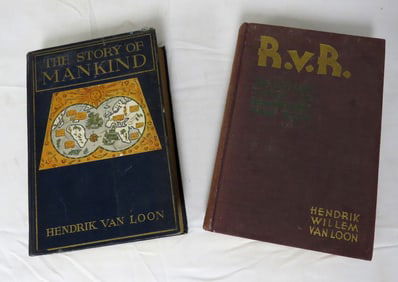 THE STORY OF
MANKIND
HENDRIK VAN LOON
R.v.R.
HENDRIK
WILLEM
VAN LOON